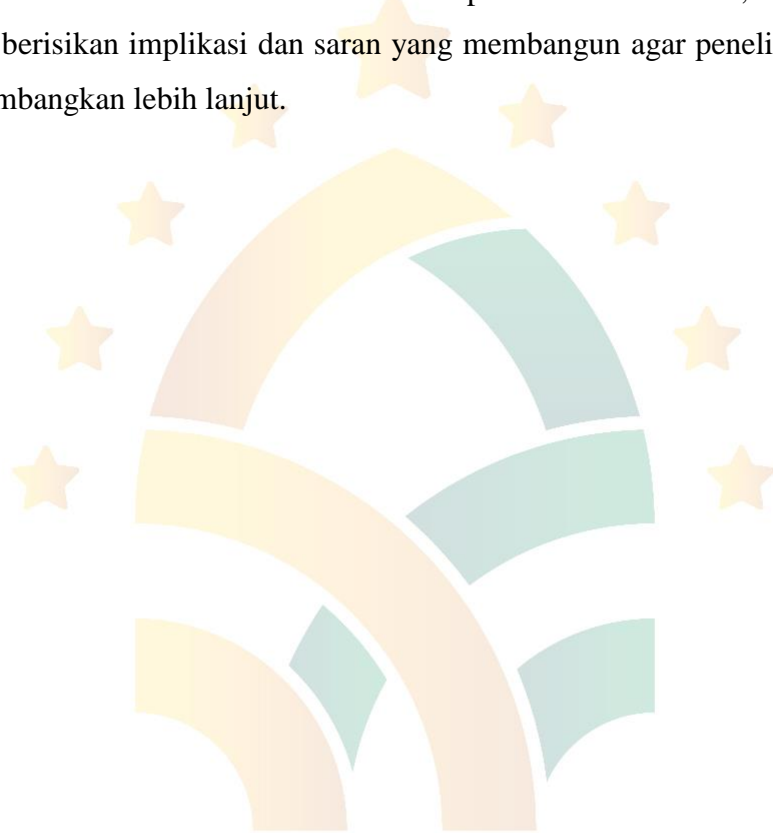 berisikan implikasi dan saran yang membangun agar peneli
mbangkan lebih lanjut.